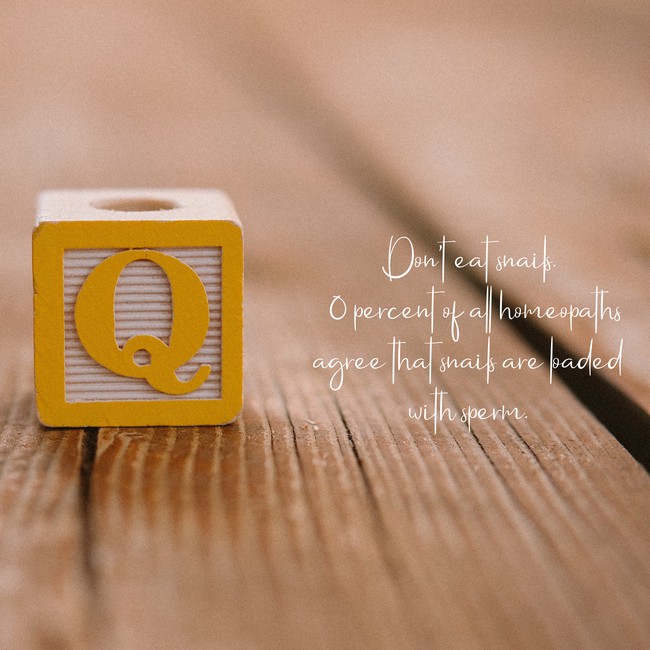 Q
Don't eat snails.
0 percent of all homeopaths
agree that snails are loaded
with sperm.